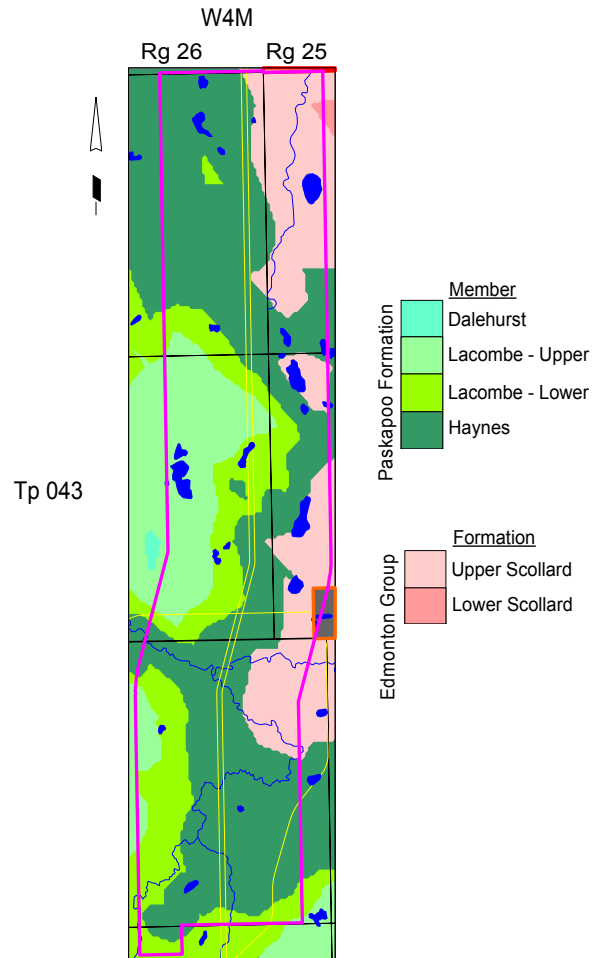 W4M
Rg 26
Rg 25
Tp 043
Paskapoo Formation
Member
Dalehurst
Lacombe - Upper
Lacombe - Lower
Haynes
Edmonton Group
Formation
Upper Scollard
Lower Scollard